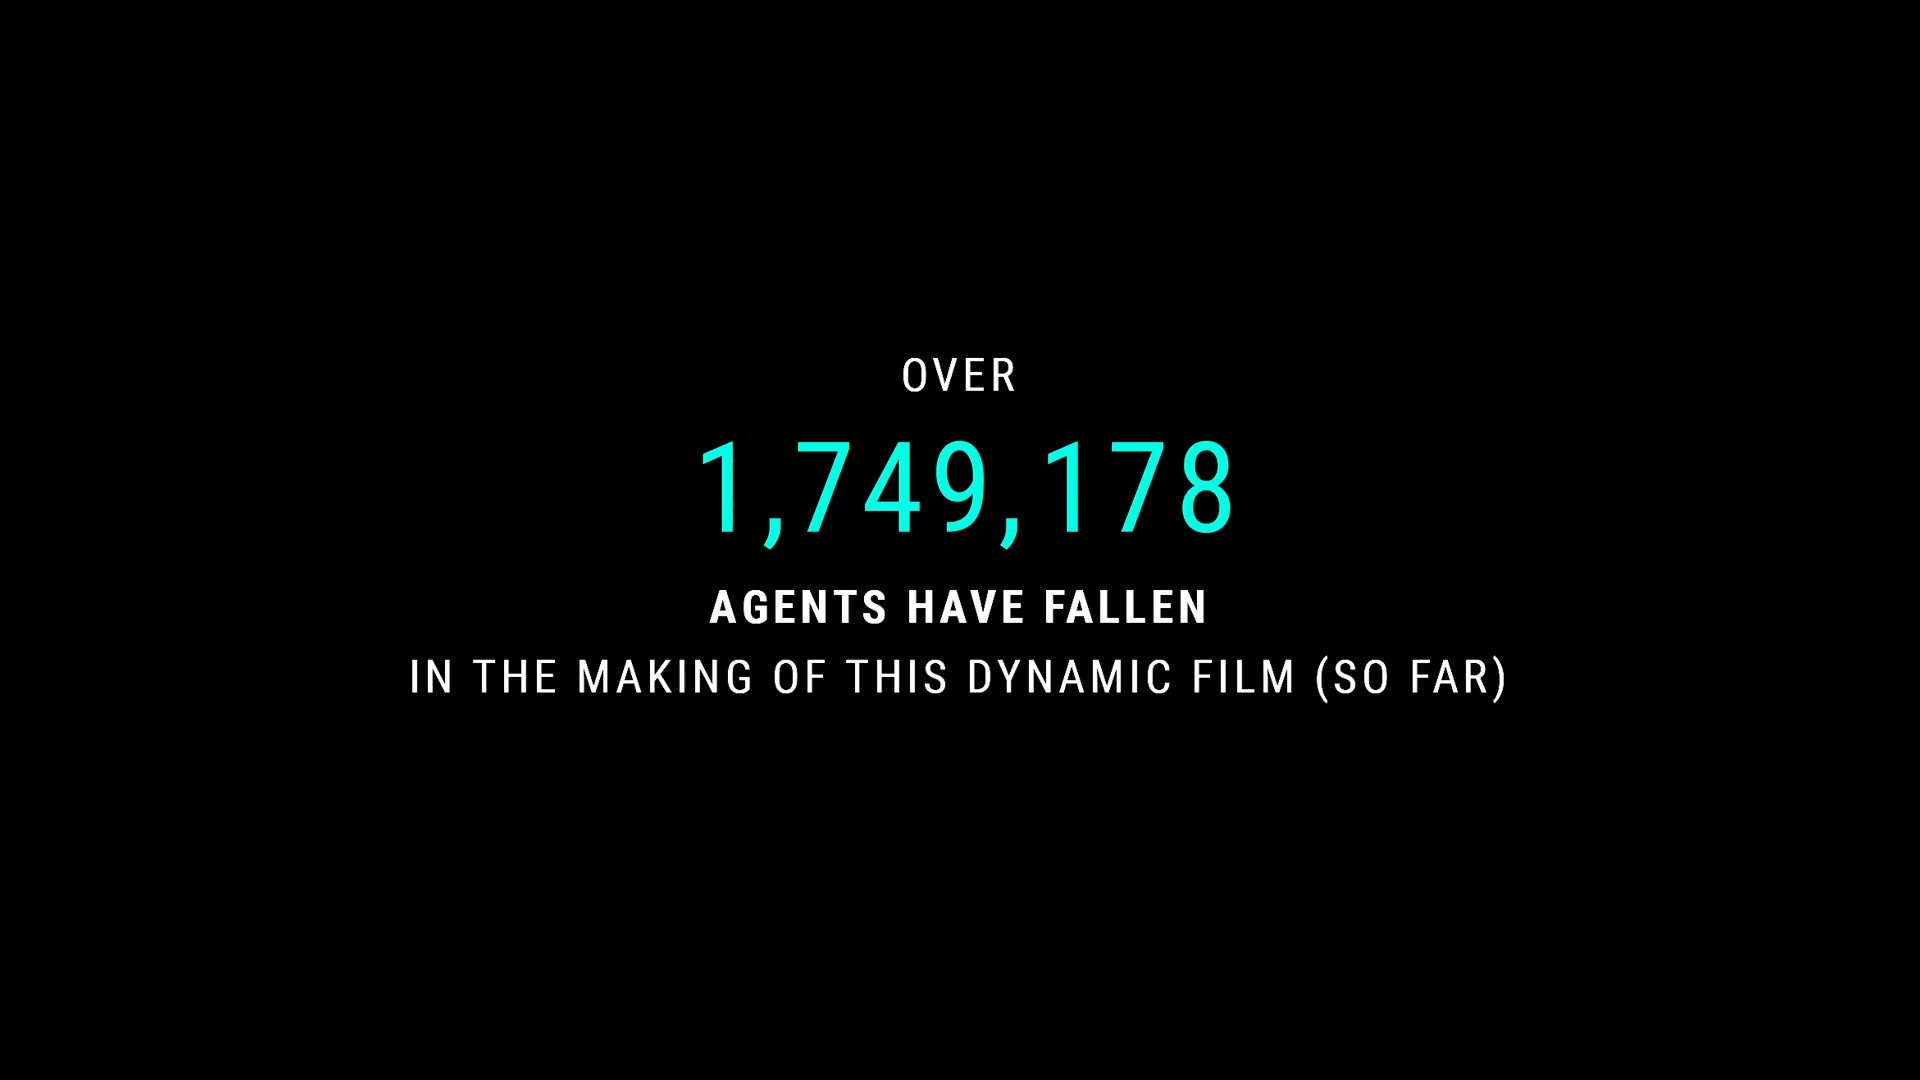 OVER
1,749,178
AGENTS HAVE FALLEN
IN THE MAKING OF THIS DYNAMIC FILM (SO FAR)